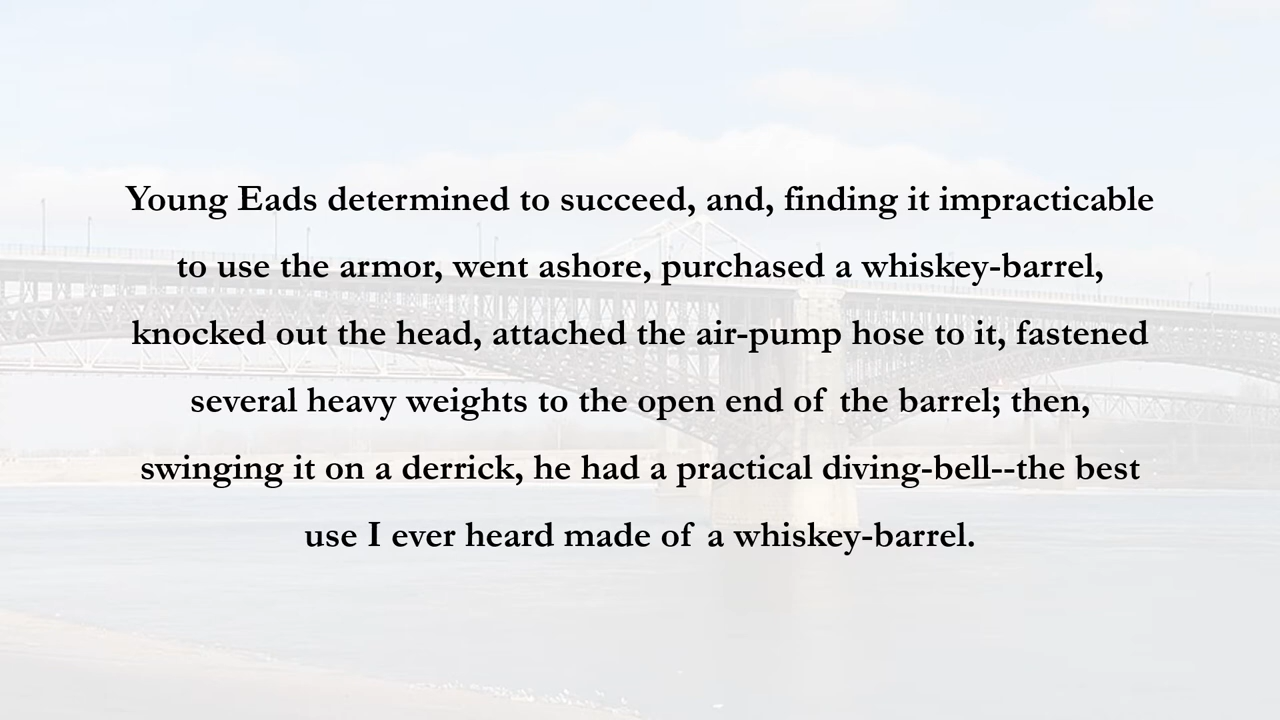 Young Eads determined to succeed, and, finding it impracticable
to use the armor, went ashore, purchased a whiskey-barrel,
knocked out the head, attached the air-pump hose to it, fastened
several heavy weights to the open end of the barrel; then,
swinging it on a derrick, he had a practical diving-bell--the best
use I ever heard made of a whiskey-barrel.